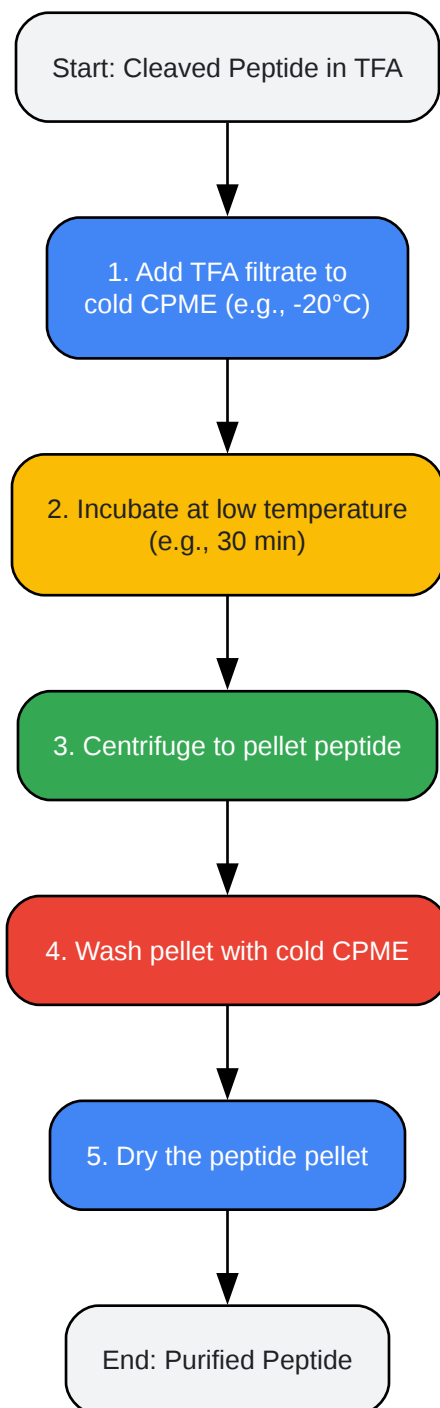 Start: Cleaved Peptide in TFA
1. Add TFA filtrate to
cold CPME (e.g., -20°C)
2. Incubate at low temperature
(e.g., 30 min)
3. Centrifuge to pellet peptide
4. Wash pellet with cold CPME
5. Dry the peptide pellet
End: Purified Peptide